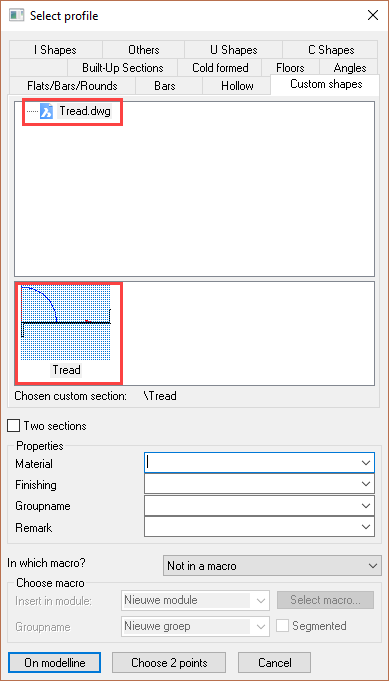 Select profile
I Shapes Others U Shapes C Shapes
Built-Up Sections Cold formed Floors Angles
Flats/Bars/Rounds Bars Hollow Custom shapes
Tread.dwg
Tread
Chosen custom section: \Tread
Two sections
Properties
Material
Finishing
Groupname
Remark
In which macro? Not in a macro
Choose macro
Insert in module: Nieuwe module Select macro...
Groupname Nieuwe groep Segmented
On modelline Choose 2 points Cancel